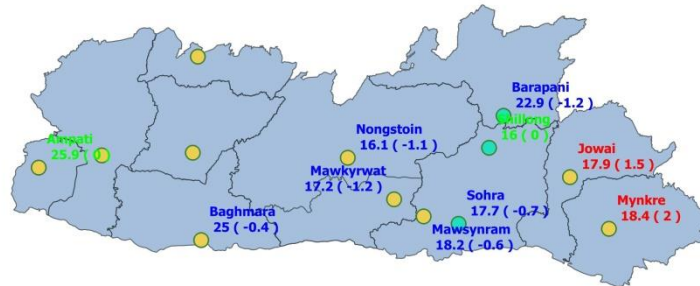 Barapani
22.9 ( -1.2 )
Shillong
16 ( 0 )
Ampati
25.9 ( 0
Nongstoin
16.1 ( -1.1 )
Jowai
17.9 ( 1.5 )
Mawkyrwat
17.2 ( -1.2 )
Mynkre
18.4 ( 2 )
Sohra
17.7 ( -0.7 )
Baghmara
25 ( -0.4 )
Mawsynram
18.2 ( -0.6 )